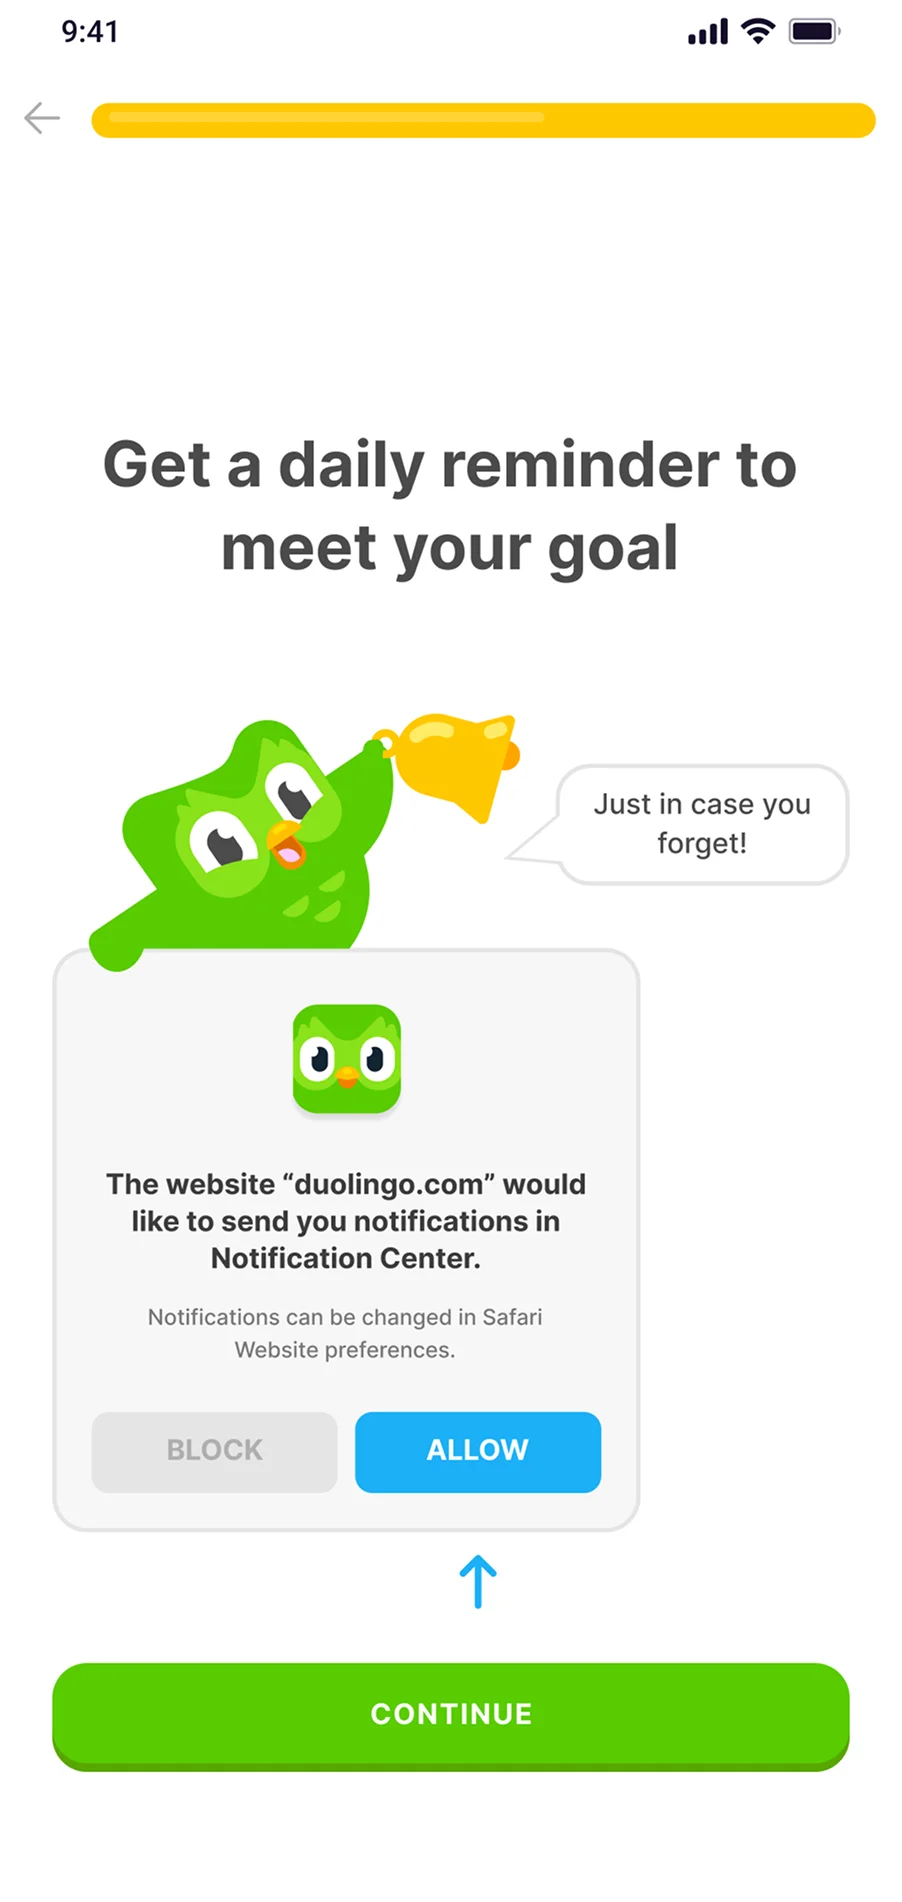 9:41
Get a daily reminder to
meet your goal
Just in case you
forget!
The website “duolingo.com” would
like to send you notifications in
Notification Center.
Notifications can be changed in Safari
Website preferences.
BLOCK
ALLOW
CONTINUE